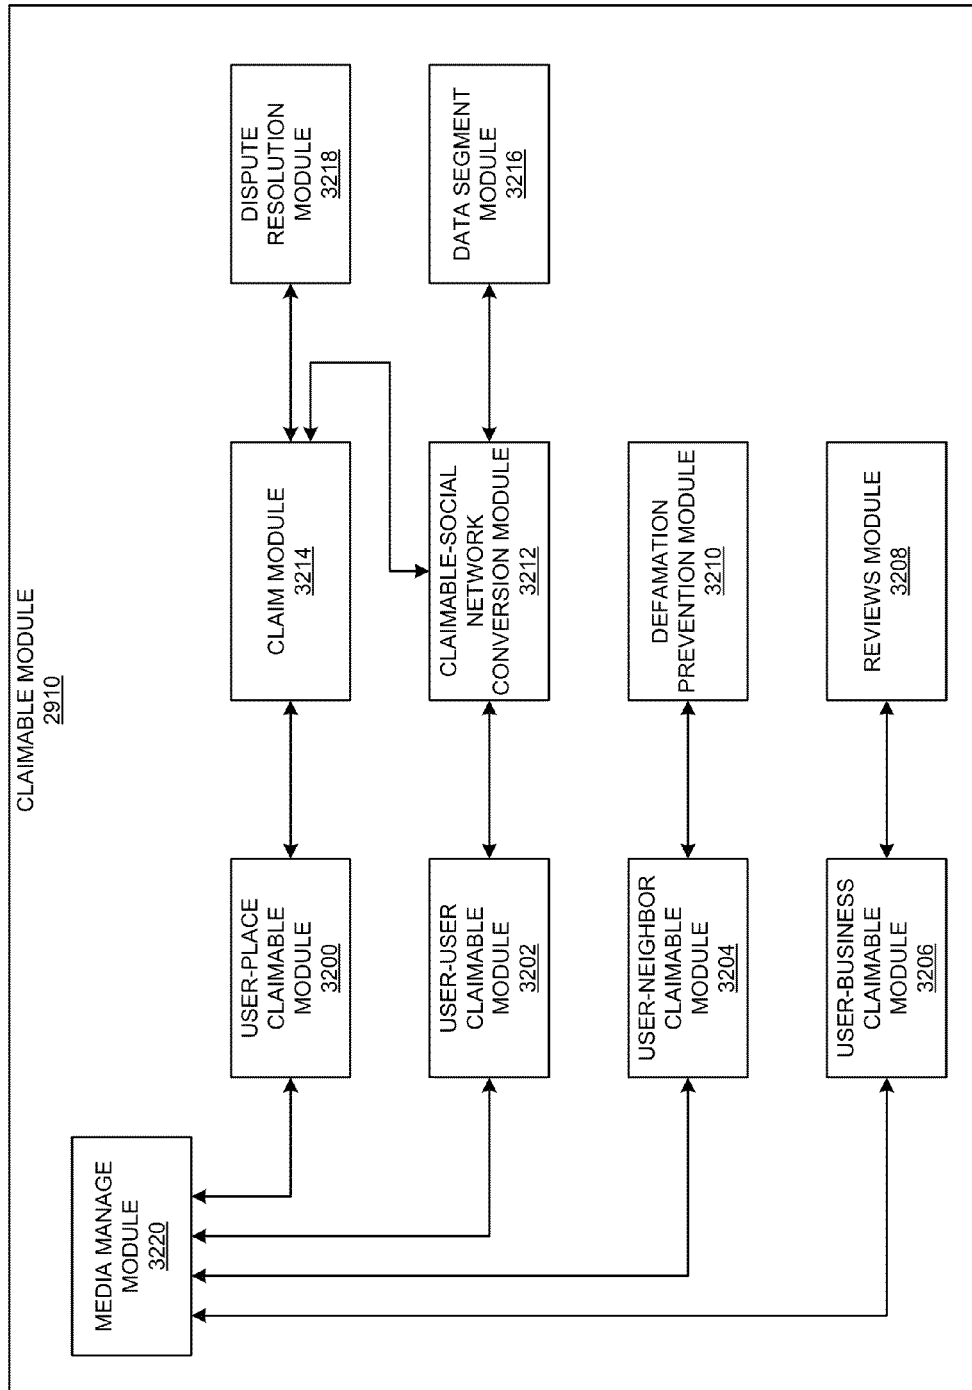 CLAIMABLE MODULE
2910
MEDIA MANAGE
MODULE
3220
USER-PLACE
CLAIMABLE
MODULE
3200
CLAIM MODULE
3214
DISPUTE
RESOLUTION
MODULE
3218
USER-USER
CLAIMABLE
MODULE
3202
CLAIMABLE-SOCIAL
NETWORK
CONVERSION MODULE
3212
DATA SEGMENT
MODULE
3216
USER-NEIGHBOR
CLAIMABLE
MODULE
3204
DEFAMATION
PREVENTION MODULE
3210
USER-BUSINESS
CLAIMABLE
MODULE
3206
REVIEWS MODULE
3208